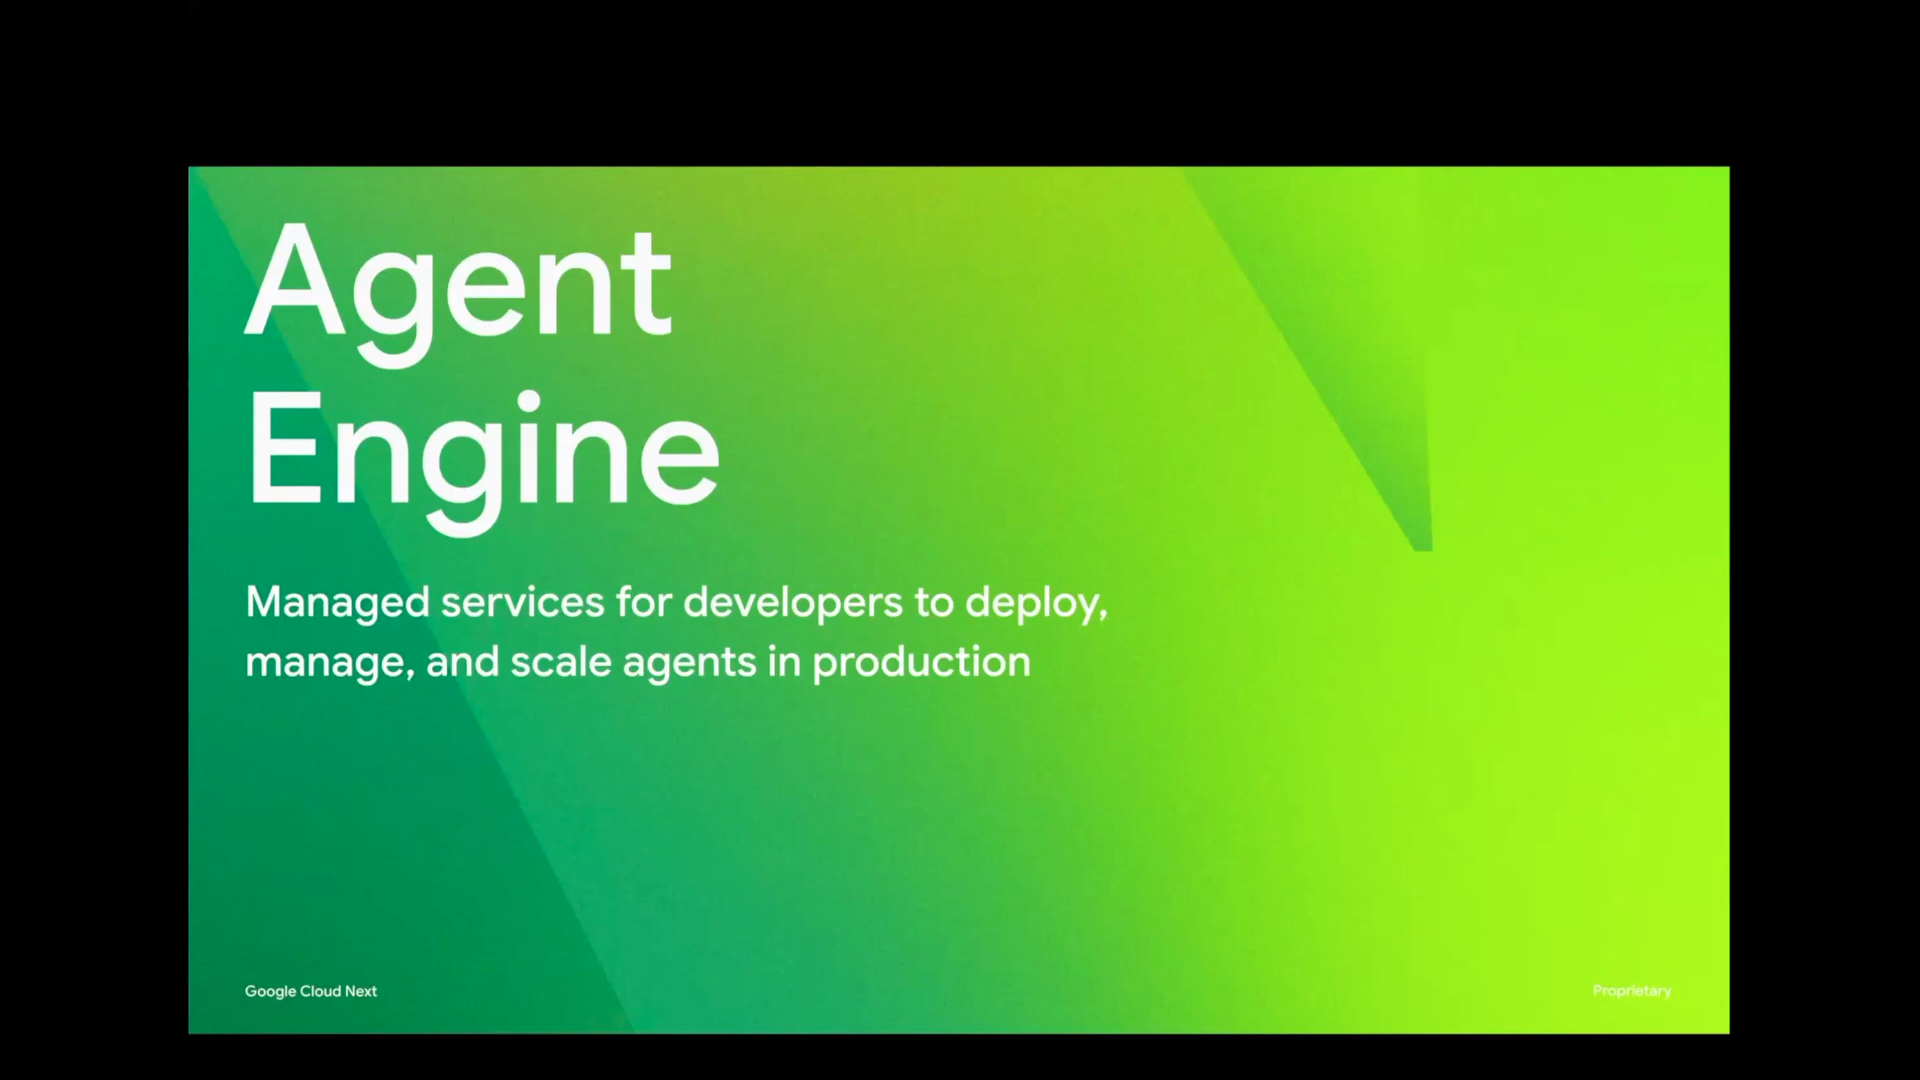 Agent
Engine
Managed services for developers to deploy,
manage, and scale agents in production
Google Cloud Next
Proprietary